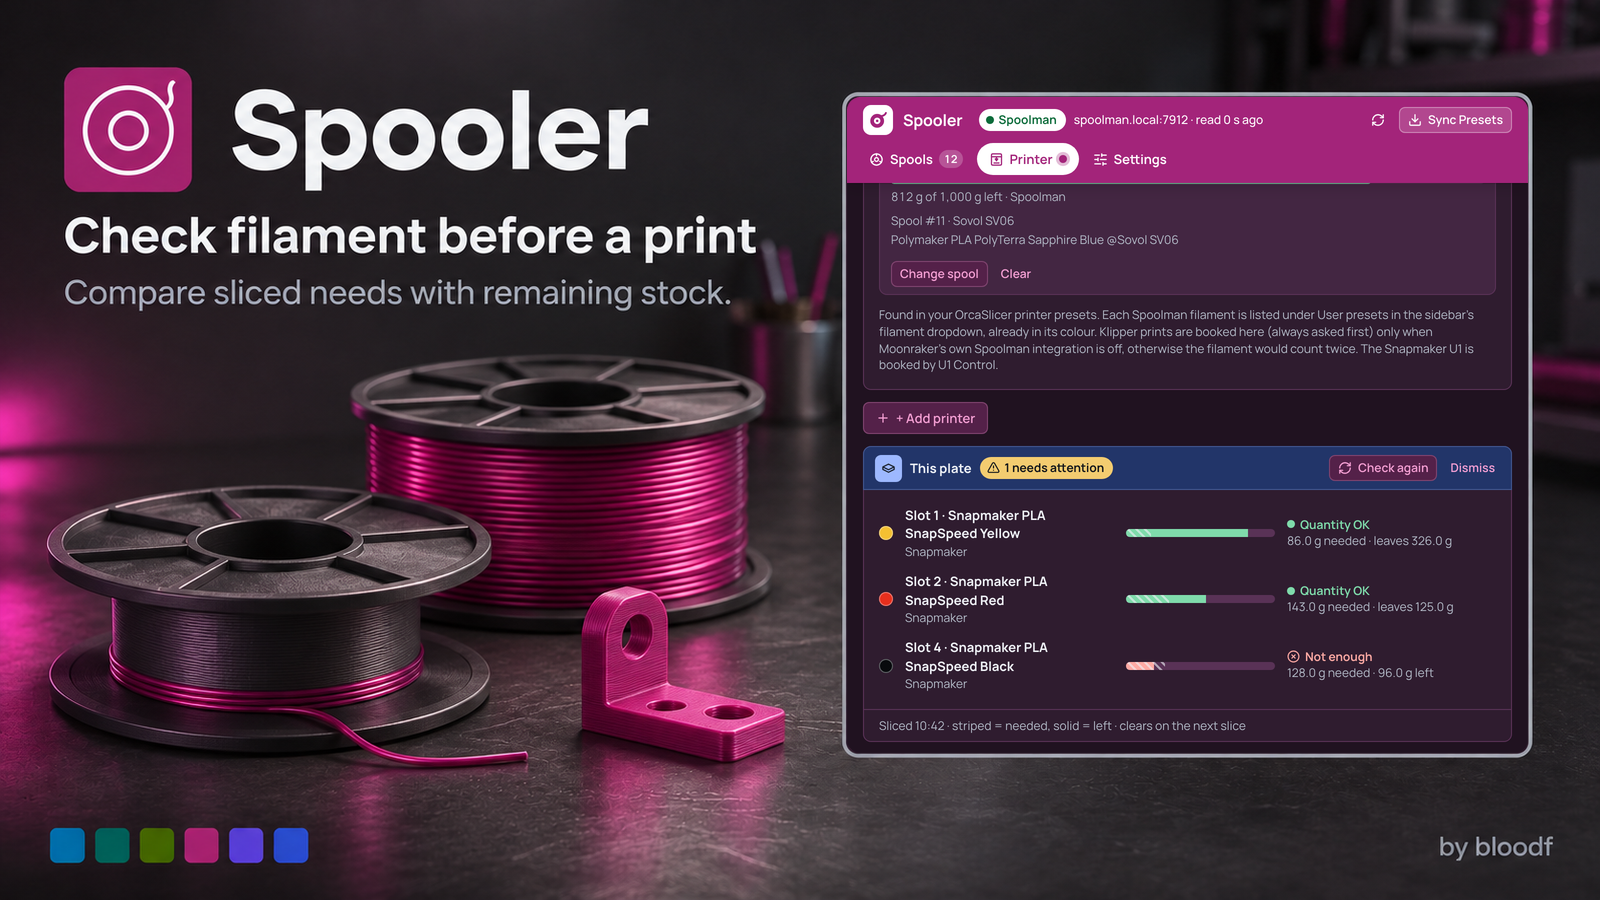 Spooler
Check filament before a print
Compare sliced needs with remaining stock.
Spooler
Spoolman
spoolman.local:7912 · read 0 s ago
Sync Presets
Spools 12
Printer
Settings
812 g of 1,000 g left · Spoolman
Spool #11 · Sovol SV06
Polymaker PLA PolyTerra Sapphire Blue @Sovol SV06
Change spool
Clear
Found in your OrcaSlicer printer presets. Each Spoolman filament is listed under User presets in the sidebar's
filament dropdown, already in its colour. Klipper prints are booked here (always asked first) only when
Moonraker's own Spoolman integration is off, otherwise the filament would count twice. The Snapmaker U1 is
booked by U1 Control.
+ + Add printer
This plate
1 needs attention
Check again
Dismiss
Slot 1 · Snapmaker PLA
SnapSpeed Yellow
Snapmaker
Quantity OK
86.0 g needed · leaves 326.0 g
Slot 2 · Snapmaker PLA
SnapSpeed Red
Snapmaker
Quantity OK
143.0 g needed · leaves 125.0 g
Slot 4 · Snapmaker PLA
SnapSpeed Black
Snapmaker
Not enough
128.0 g needed · 96.0 g left
Sliced 10:42 · striped = needed, solid = left · clears on the next slice
by bloodf